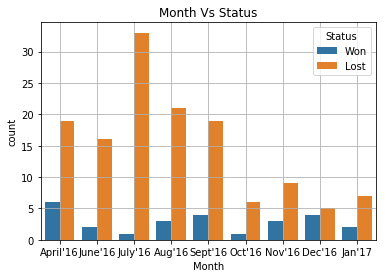 Month Vs Status
Status
Won
Lost
30
25
20
15
10
5
0
count
April'16 June'16 July'16 Aug'16 Sept'16 Oct'16 Nov'16 Dec'16 Jan'17
Month